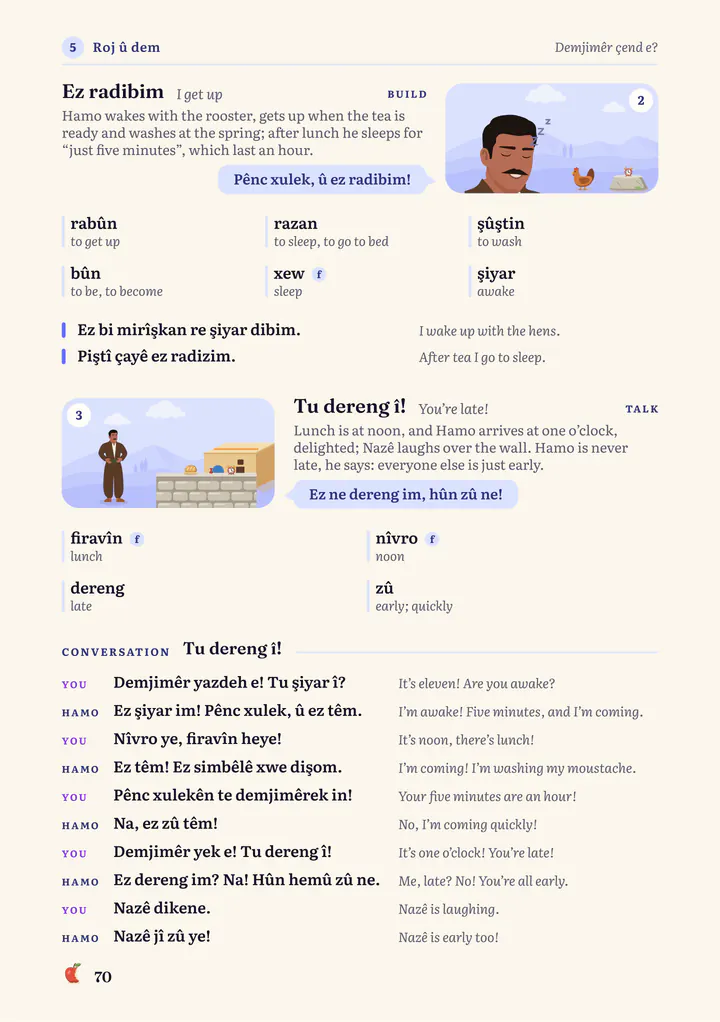 5 Roj û dem
Demjimêr çend e?
Ez radibim I get up
BUILD
Hamo wakes with the rooster, gets up when the tea is
ready and washes at the spring; after lunch he sleeps for
“just five minutes”, which last an hour.
Pênc xulek, û ez radibim!
2
z
z
z
rabûn
to get up
razan
to sleep, to go to bed
şûştin
to wash
bûn
to be, to become
xew f
sleep
şiyar
awake
Ez bi mirîşkan re şiyar dibim.
I wake up with the hens.
Piştî çayê ez radizim.
After tea I go to sleep.
3
Tu dereng î! You’re late!
TALK
Lunch is at noon, and Hamo arrives at one o’clock,
delighted; Nazê laughs over the wall. Hamo is never
late, he says: everyone else is just early.
Ez ne dereng im, hûn zû ne!
firavîn f
lunch
nîvro f
noon
dereng
late
zû
early; quickly
CONVERSATION Tu dereng î!
YOU Demjimêr yazdeh e! Tu şiyar î? It’s eleven! Are you awake?
HAMO Ez şiyar im! Pênc xulek, û ez têm. I’m awake! Five minutes, and I’m coming.
YOU Nîvro ye, firavîn heye! It’s noon, there’s lunch!
HAMO Ez têm! Ez simbêlê xwe dişom. I’m coming! I’m washing my moustache.
YOU Pênc xulekên te demjimêrek in! Your five minutes are an hour!
HAMO Na, ez zû têm! No, I’m coming quickly!
YOU Demjimêr yek e! Tu dereng î! It’s one o’clock! You’re late!
HAMO Ez dereng im? Na! Hûn hemû zû ne. Me, late? No! You’re all early.
YOU Nazê dikene. Nazê is laughing.
HAMO Nazê jî zû ye! Nazê is early too!
70